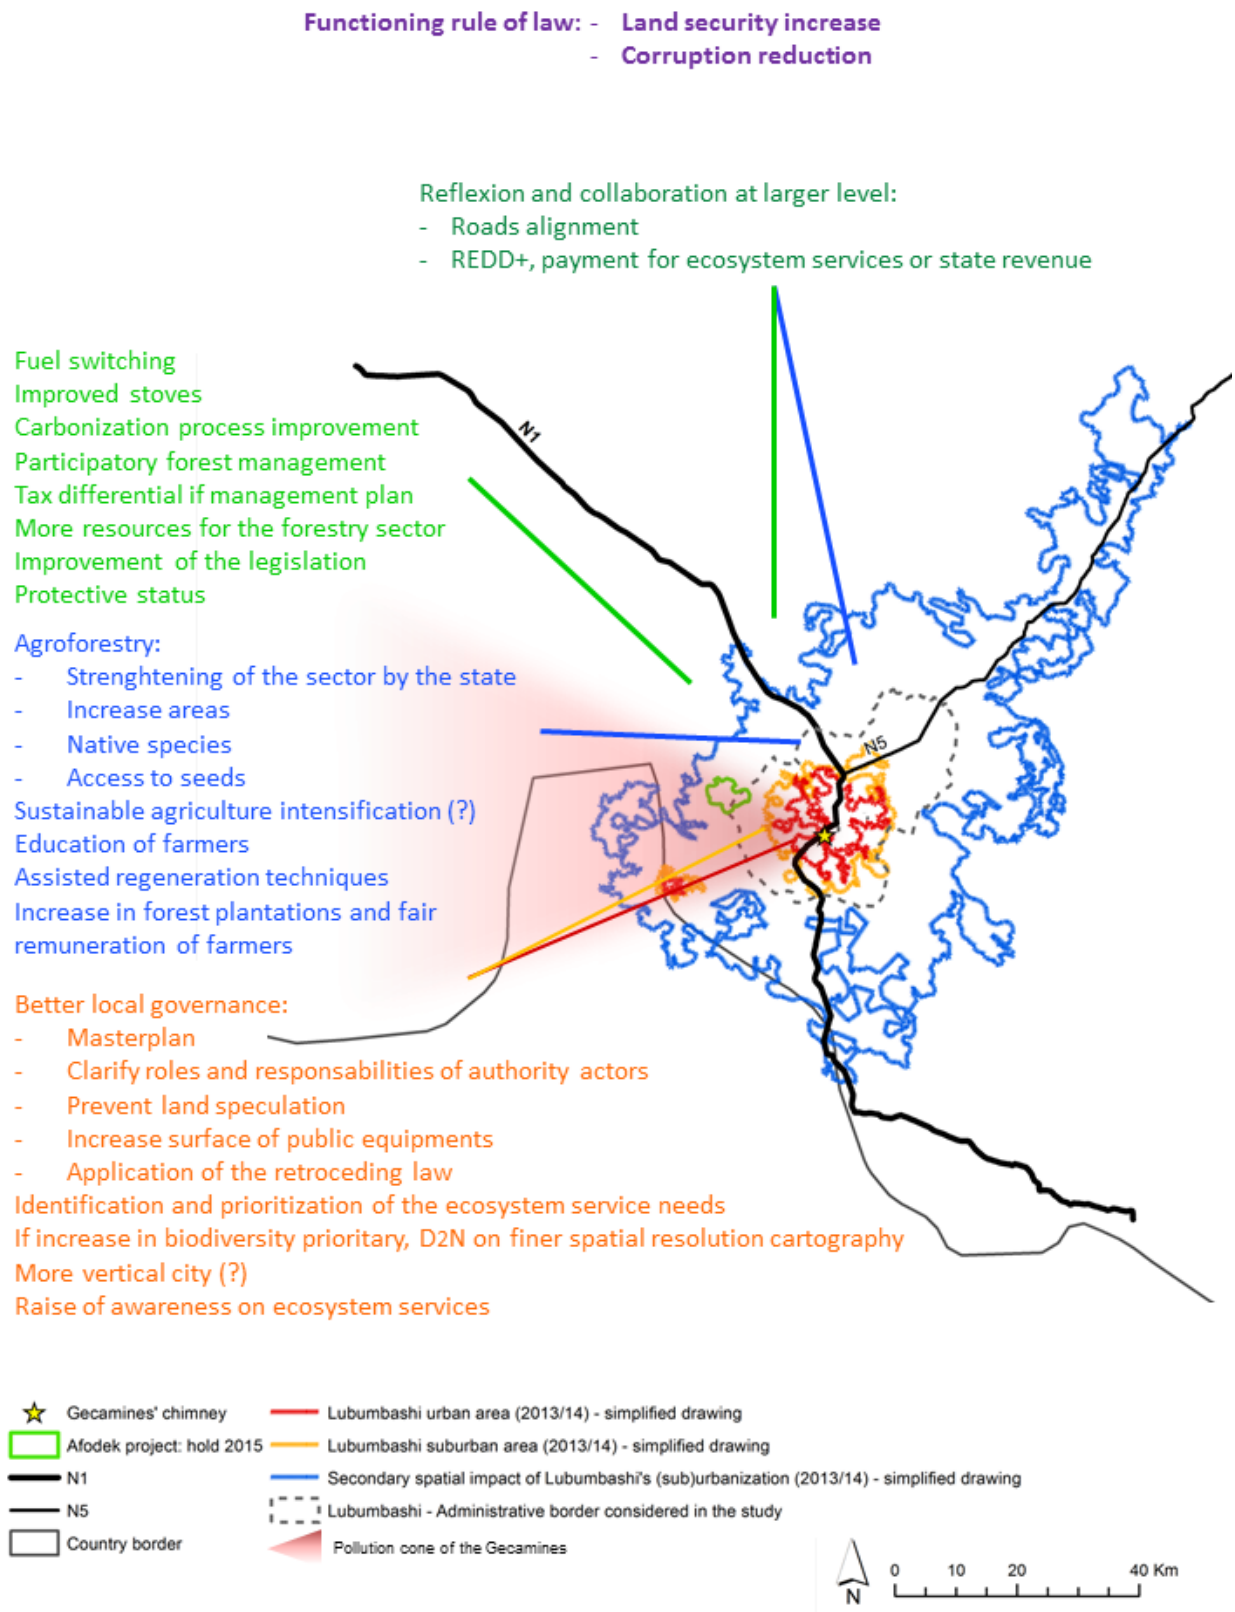 Functioning rule of law: - Land security increase
- Corruption reduction
Reflexion and collaboration at larger level:
- Roads alignment
- REDD+, payment for ecosystem services or state revenue
Fuel switching
Improved stoves
Carbonization process improvement
Participatory forest management
Tax differential if management plan
More resources for the forestry sector
Improvement of the legislation
Protective status
N1
Agroforestry:
- Strenghtening of the sector by the state
- Increase areas
- Native species
- Access to seeds
Sustainable agriculture intensification (?)
Education of farmers
Assisted regeneration techniques
Increase in forest plantations and fair
remuneration of farmers
N5
Better local governance:
- Masterplan
- Clarify roles and responsabilities of authority actors
- Prevent land speculation
- Increase surface of public equipments
- Application of the retroceding law
Identification and prioritization of the ecosystem service needs
If increase in biodiversity prioritary, D2N on finer spatial resolution cartography
More vertical city (?)
Raise of awareness on ecosystem services
Gecamines' chimney
Afodek project: hold 2015
N1
N5
Country border
Lubumbashi urban area (2013/14) - simplified drawing
Lubumbashi suburban area (2013/14) - simplified drawing
Secondary spatial impact of Lubumbashi's (sub)urbanization (2013/14) - simplified drawing
Lubumbashi - Administrative border considered in the study
Pollution cone of the Gecamines
N
0 10 20 40 Km